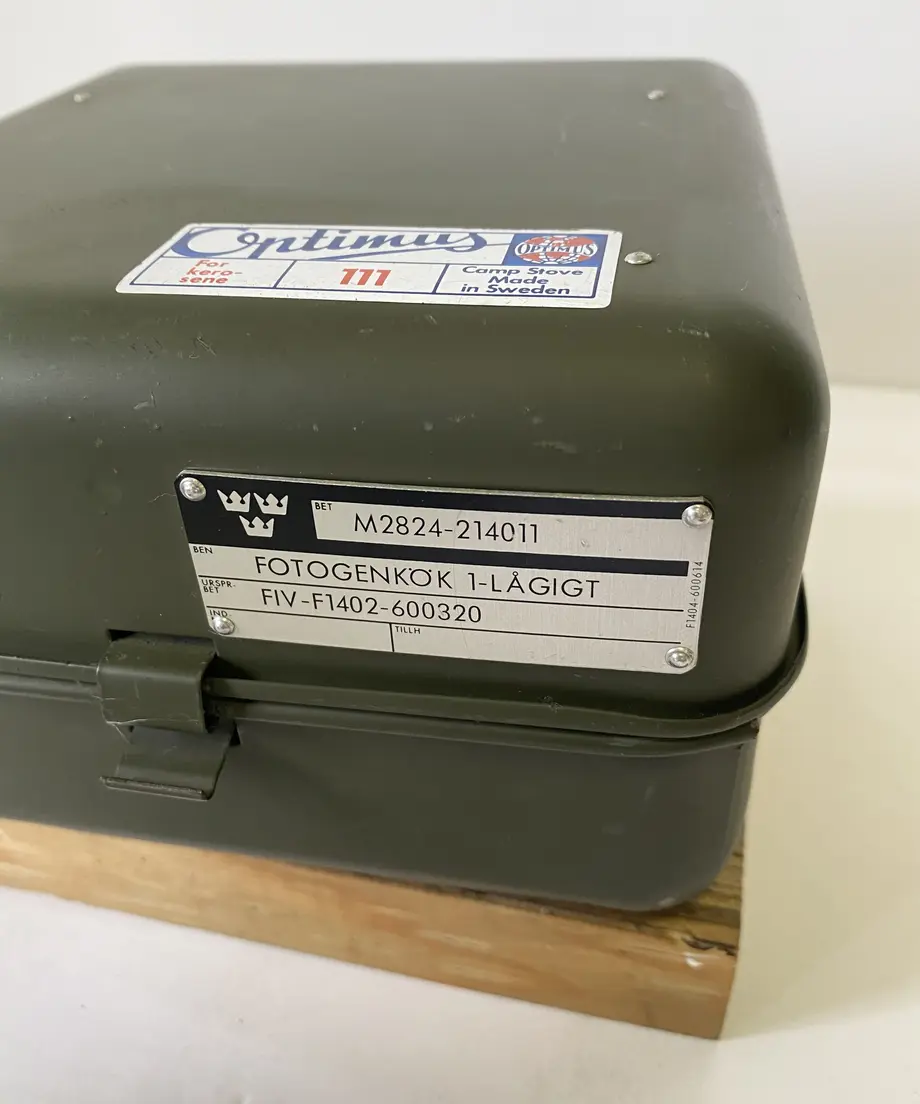 Optimus
OPTIMUS
For
kero-
sene
111
Camp Stove
Made
in Sweden
BET
M2824-214011
BEN
FOTOGENKÖK 1-LÅGIGT
URSPR-
BET
FIV-F1402-600320
IND.
TILLH
F1404-600614